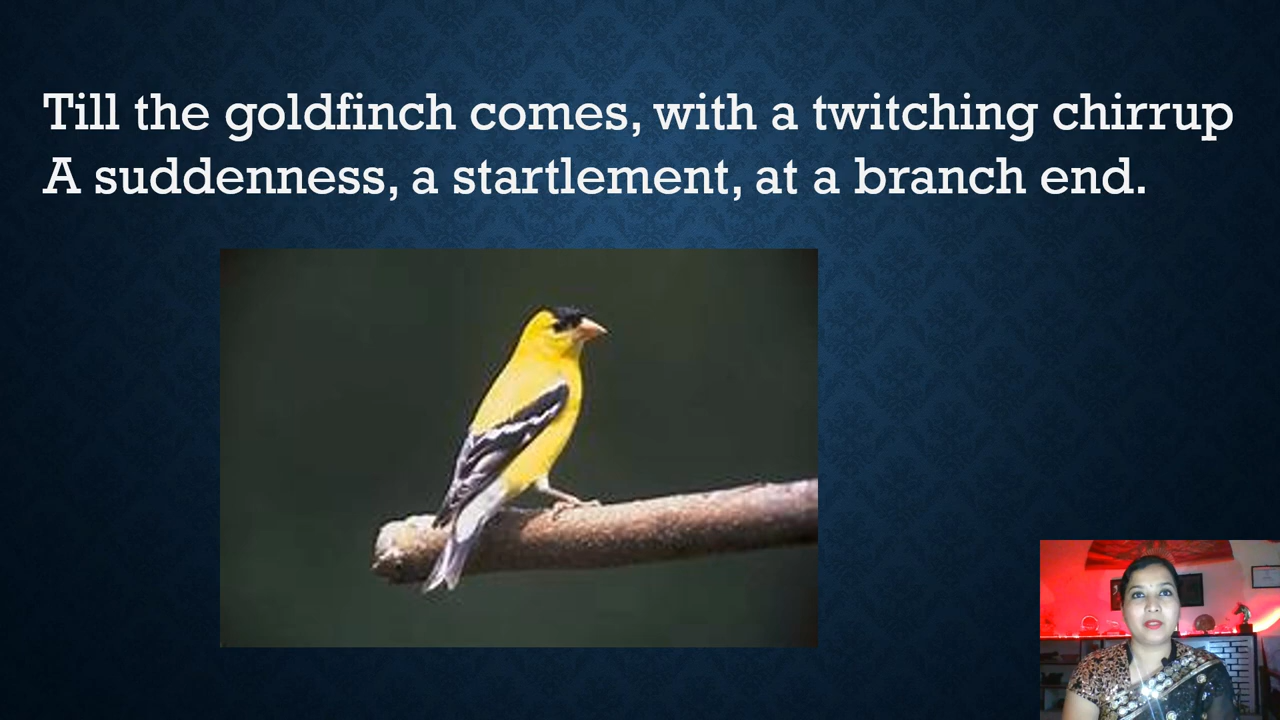 Till the goldfinch comes, with a twitching chirrup
A suddenness, a startlement, at a branch end.